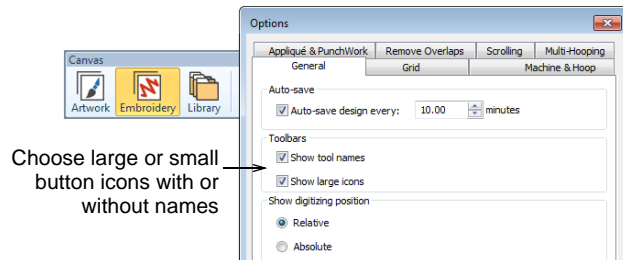 Options
Canvas
Artwork Embroidery Library
Appliqué & PunchWork Remove Overlaps Scrolling Multi-Hooping
General Grid Machine & Hoop
Auto-save
Auto-save design every: 10.00 minutes
Toolbars
Show tool names
Show large icons
Choose large or small
button icons with or
without names
Show digitizing position
Relative
Absolute